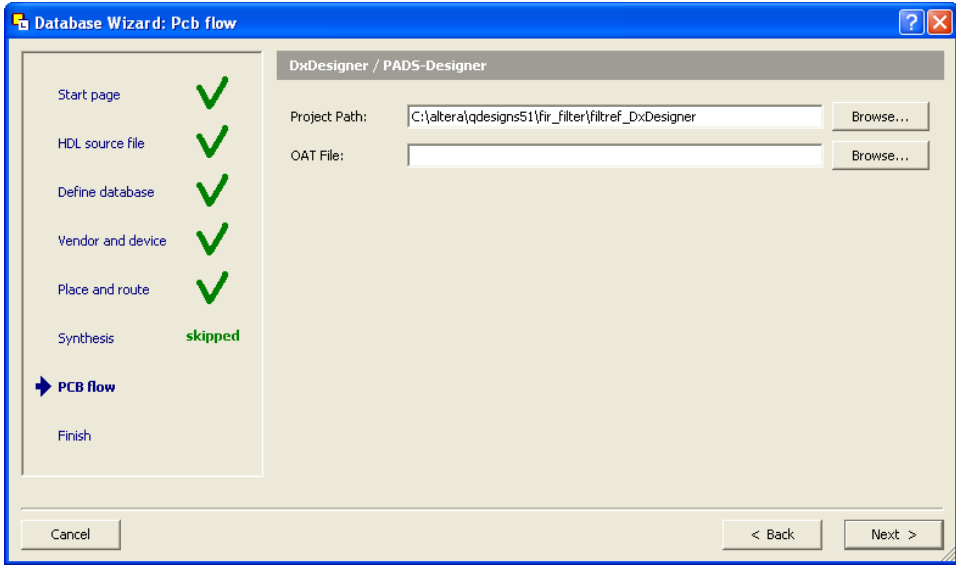 Database Wizard: Pcb flow
DxDesigner / PADS-Designer
Start page
HDL source file
Define database
Vendor and device
Place and route
Synthesis skipped
PCB flow
Finish
Project Path: C:\altera\qdesigns51\fir_filter\filtref_DxDesigner Browse...
OAT File: Browse...
Cancel < Back Next >